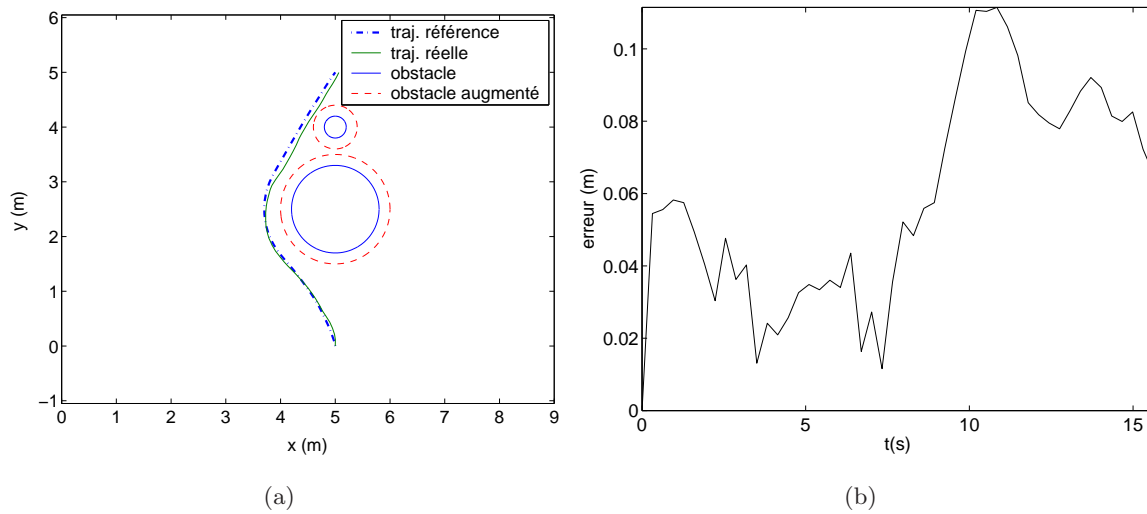 6
5
4
3
2
1
0
−1
y (m)
0 1 2 3 4 5 6 7 8 9
x (m)
traj. référence
traj. réelle
obstacle
obstacle augmenté
(a)
0.1
0.08
0.06
0.04
0.02
0
erreur (m)
0 5 10 15
t(s)
(b)